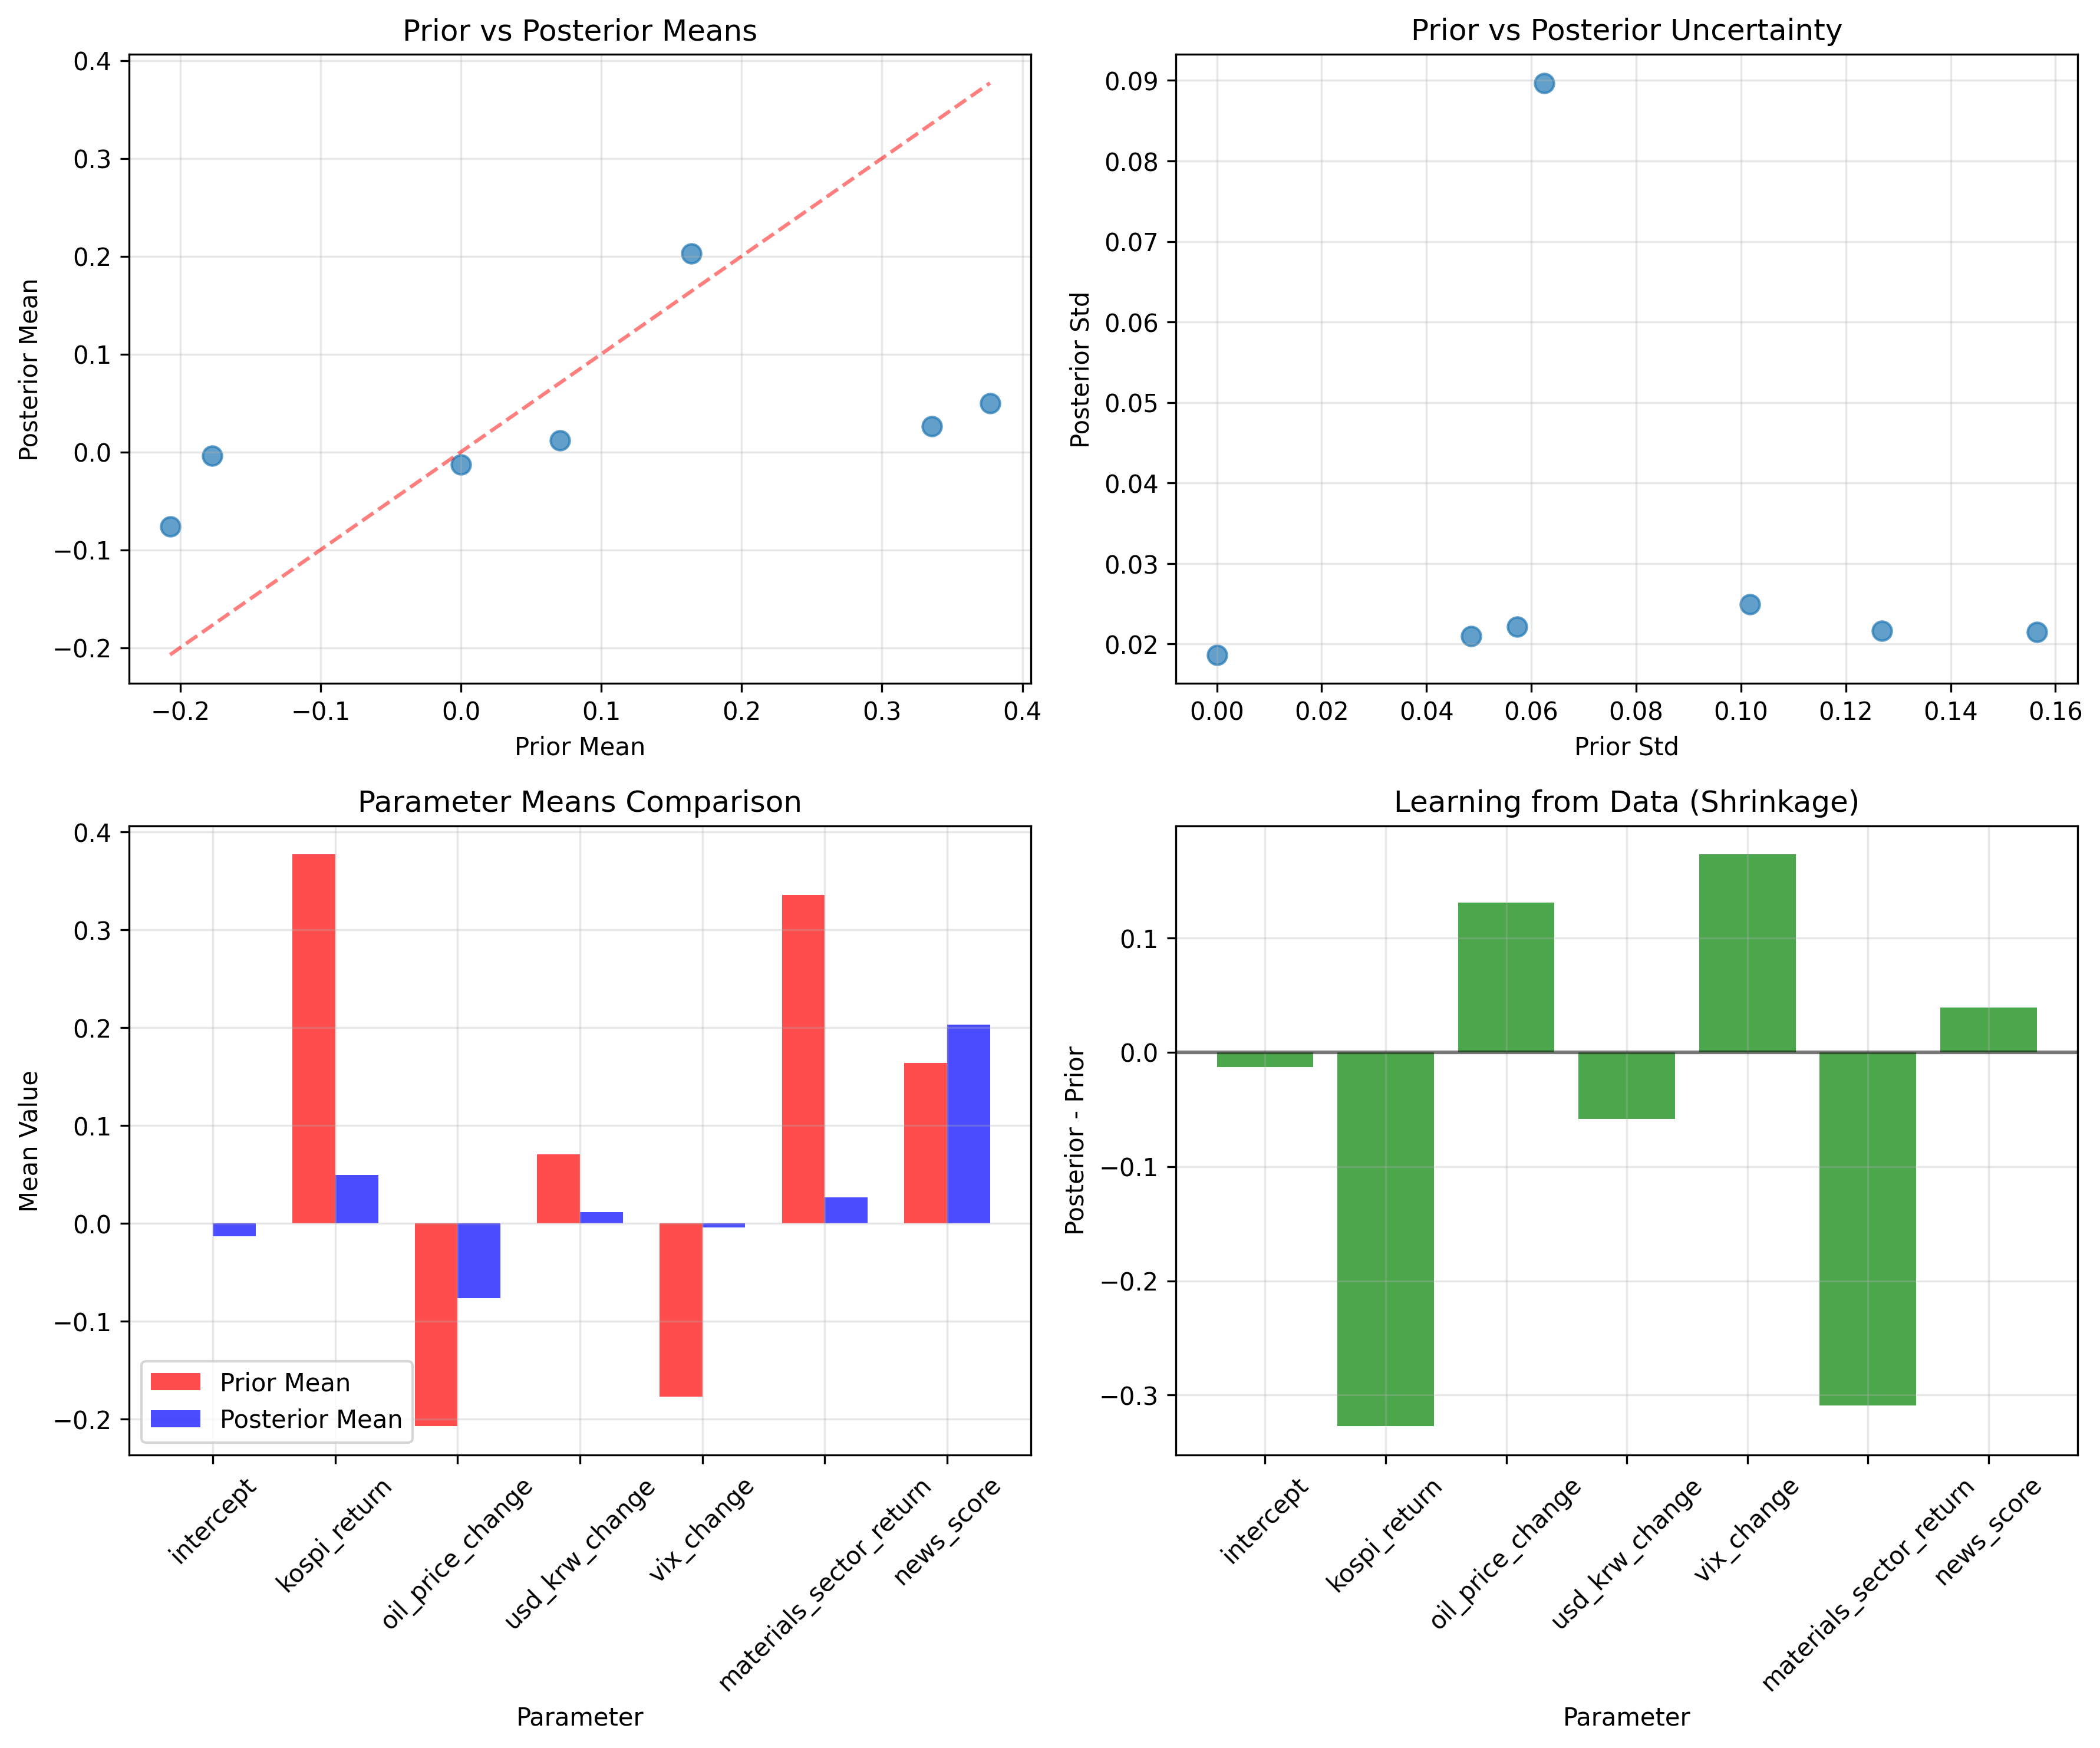 Prior vs Posterior Means
0.4
0.3
0.2
0.1
0.0
−0.1
−0.2
Posterior Mean
−0.2
−0.1
0.0
0.1
0.2
0.3
0.4
Prior Mean
Prior vs Posterior Uncertainty
0.09
0.08
0.07
0.06
0.05
0.04
0.03
0.02
Posterior Std
0.00
0.02
0.04
0.06
0.08
0.10
0.12
0.14
0.16
Prior Std
Parameter Means Comparison
0.4
0.3
0.2
0.1
0.0
−0.1
−0.2
Mean Value
Prior Mean
Posterior Mean
intercept
kospi_return
oil_price_change
usd_krw_change
vix_change
materials_sector_return
news_score
Parameter
Learning from Data (Shrinkage)
0.1
0.0
−0.1
−0.2
−0.3
Posterior - Prior
intercept
kospi_return
oil_price_change
usd_krw_change
vix_change
materials_sector_return
news_score
Parameter